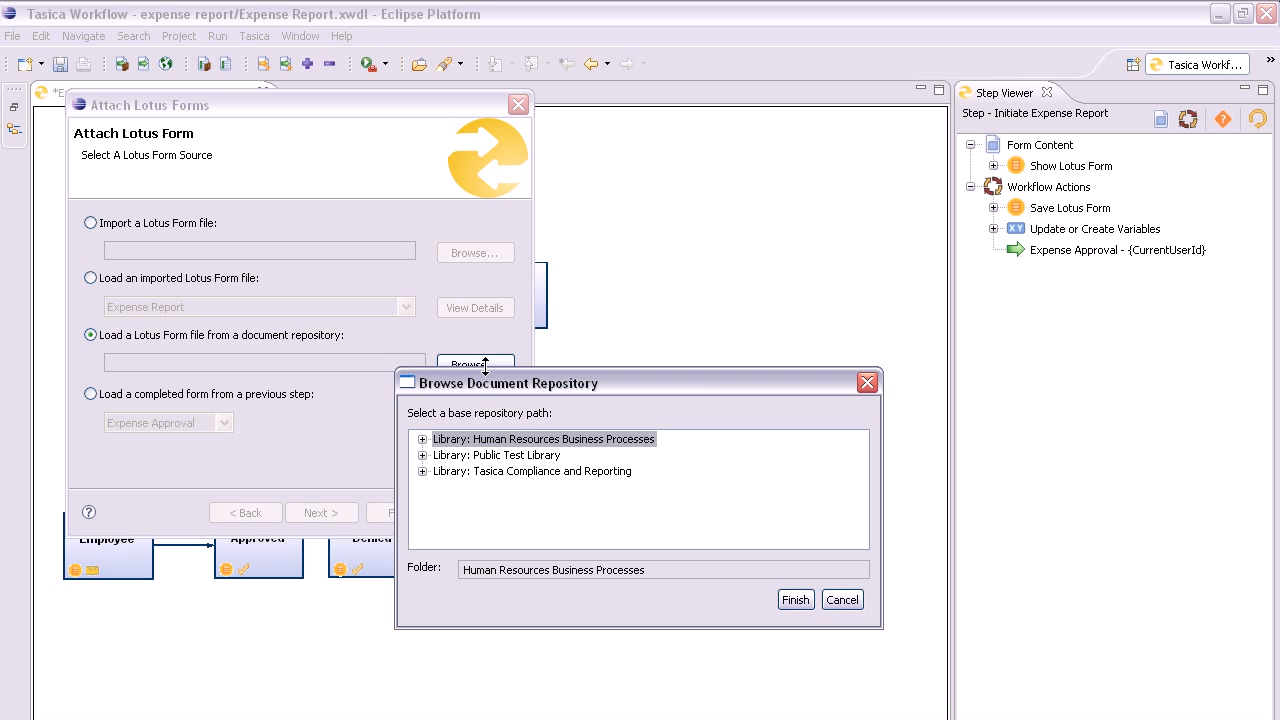 Tasica Workflow - expense report/Expense Report.xwdl - Eclipse Platform
File Edit Navigate Search Project Run Tasica Window Help
Tasica Workf...
Attach Lotus Forms
Attach Lotus Form
Select A Lotus Form Source
Import a Lotus Form file:
Browse...
Load an imported Lotus Form file:
Expense Report
View Details
Load a Lotus Form file from a document repository:
Load a completed form from a previous step:
Expense Approval
< Back
Next >
Employee
Approved
Denied
Browse Document Repository
Select a base repository path:
Library: Human Resources Business Processes
Library: Public Test Library
Library: Tasica Compliance and Reporting
Folder:
Human Resources Business Processes
Finish
Cancel
Step Viewer
Step - Initiate Expense Report
Form Content
Show Lotus Form
Workflow Actions
Save Lotus Form
XY Update or Create Variables
Expense Approval - {CurrentUserId}